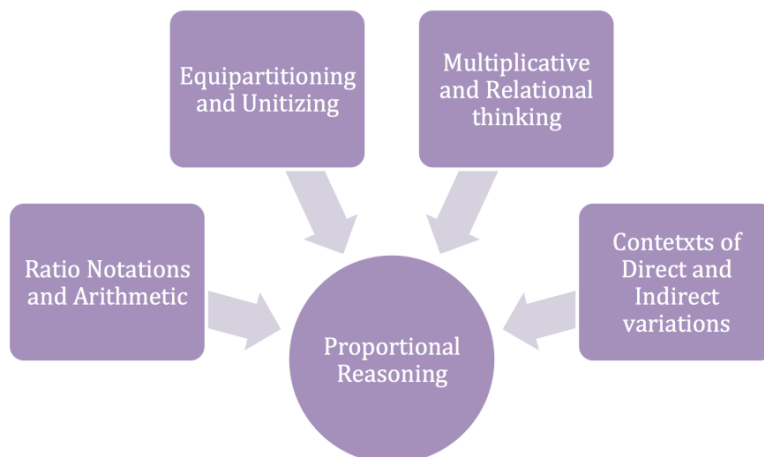 Equipartitioning
and Unitizing
Multiplicative
and Relational
thinking
Ratio Notations
and Arithmetic
Contetxts of
Direct and
Indirect
variations
Proportional
Reasoning